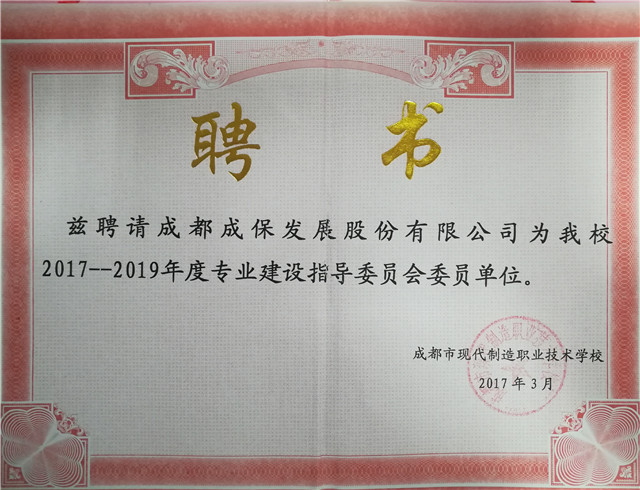 聘 书
兹聘请成都成保发展股份有限公司为我校
2017--2019年度专业建设指导委员会委员单位。
成都市现代制造职业技术学校
2017年3月